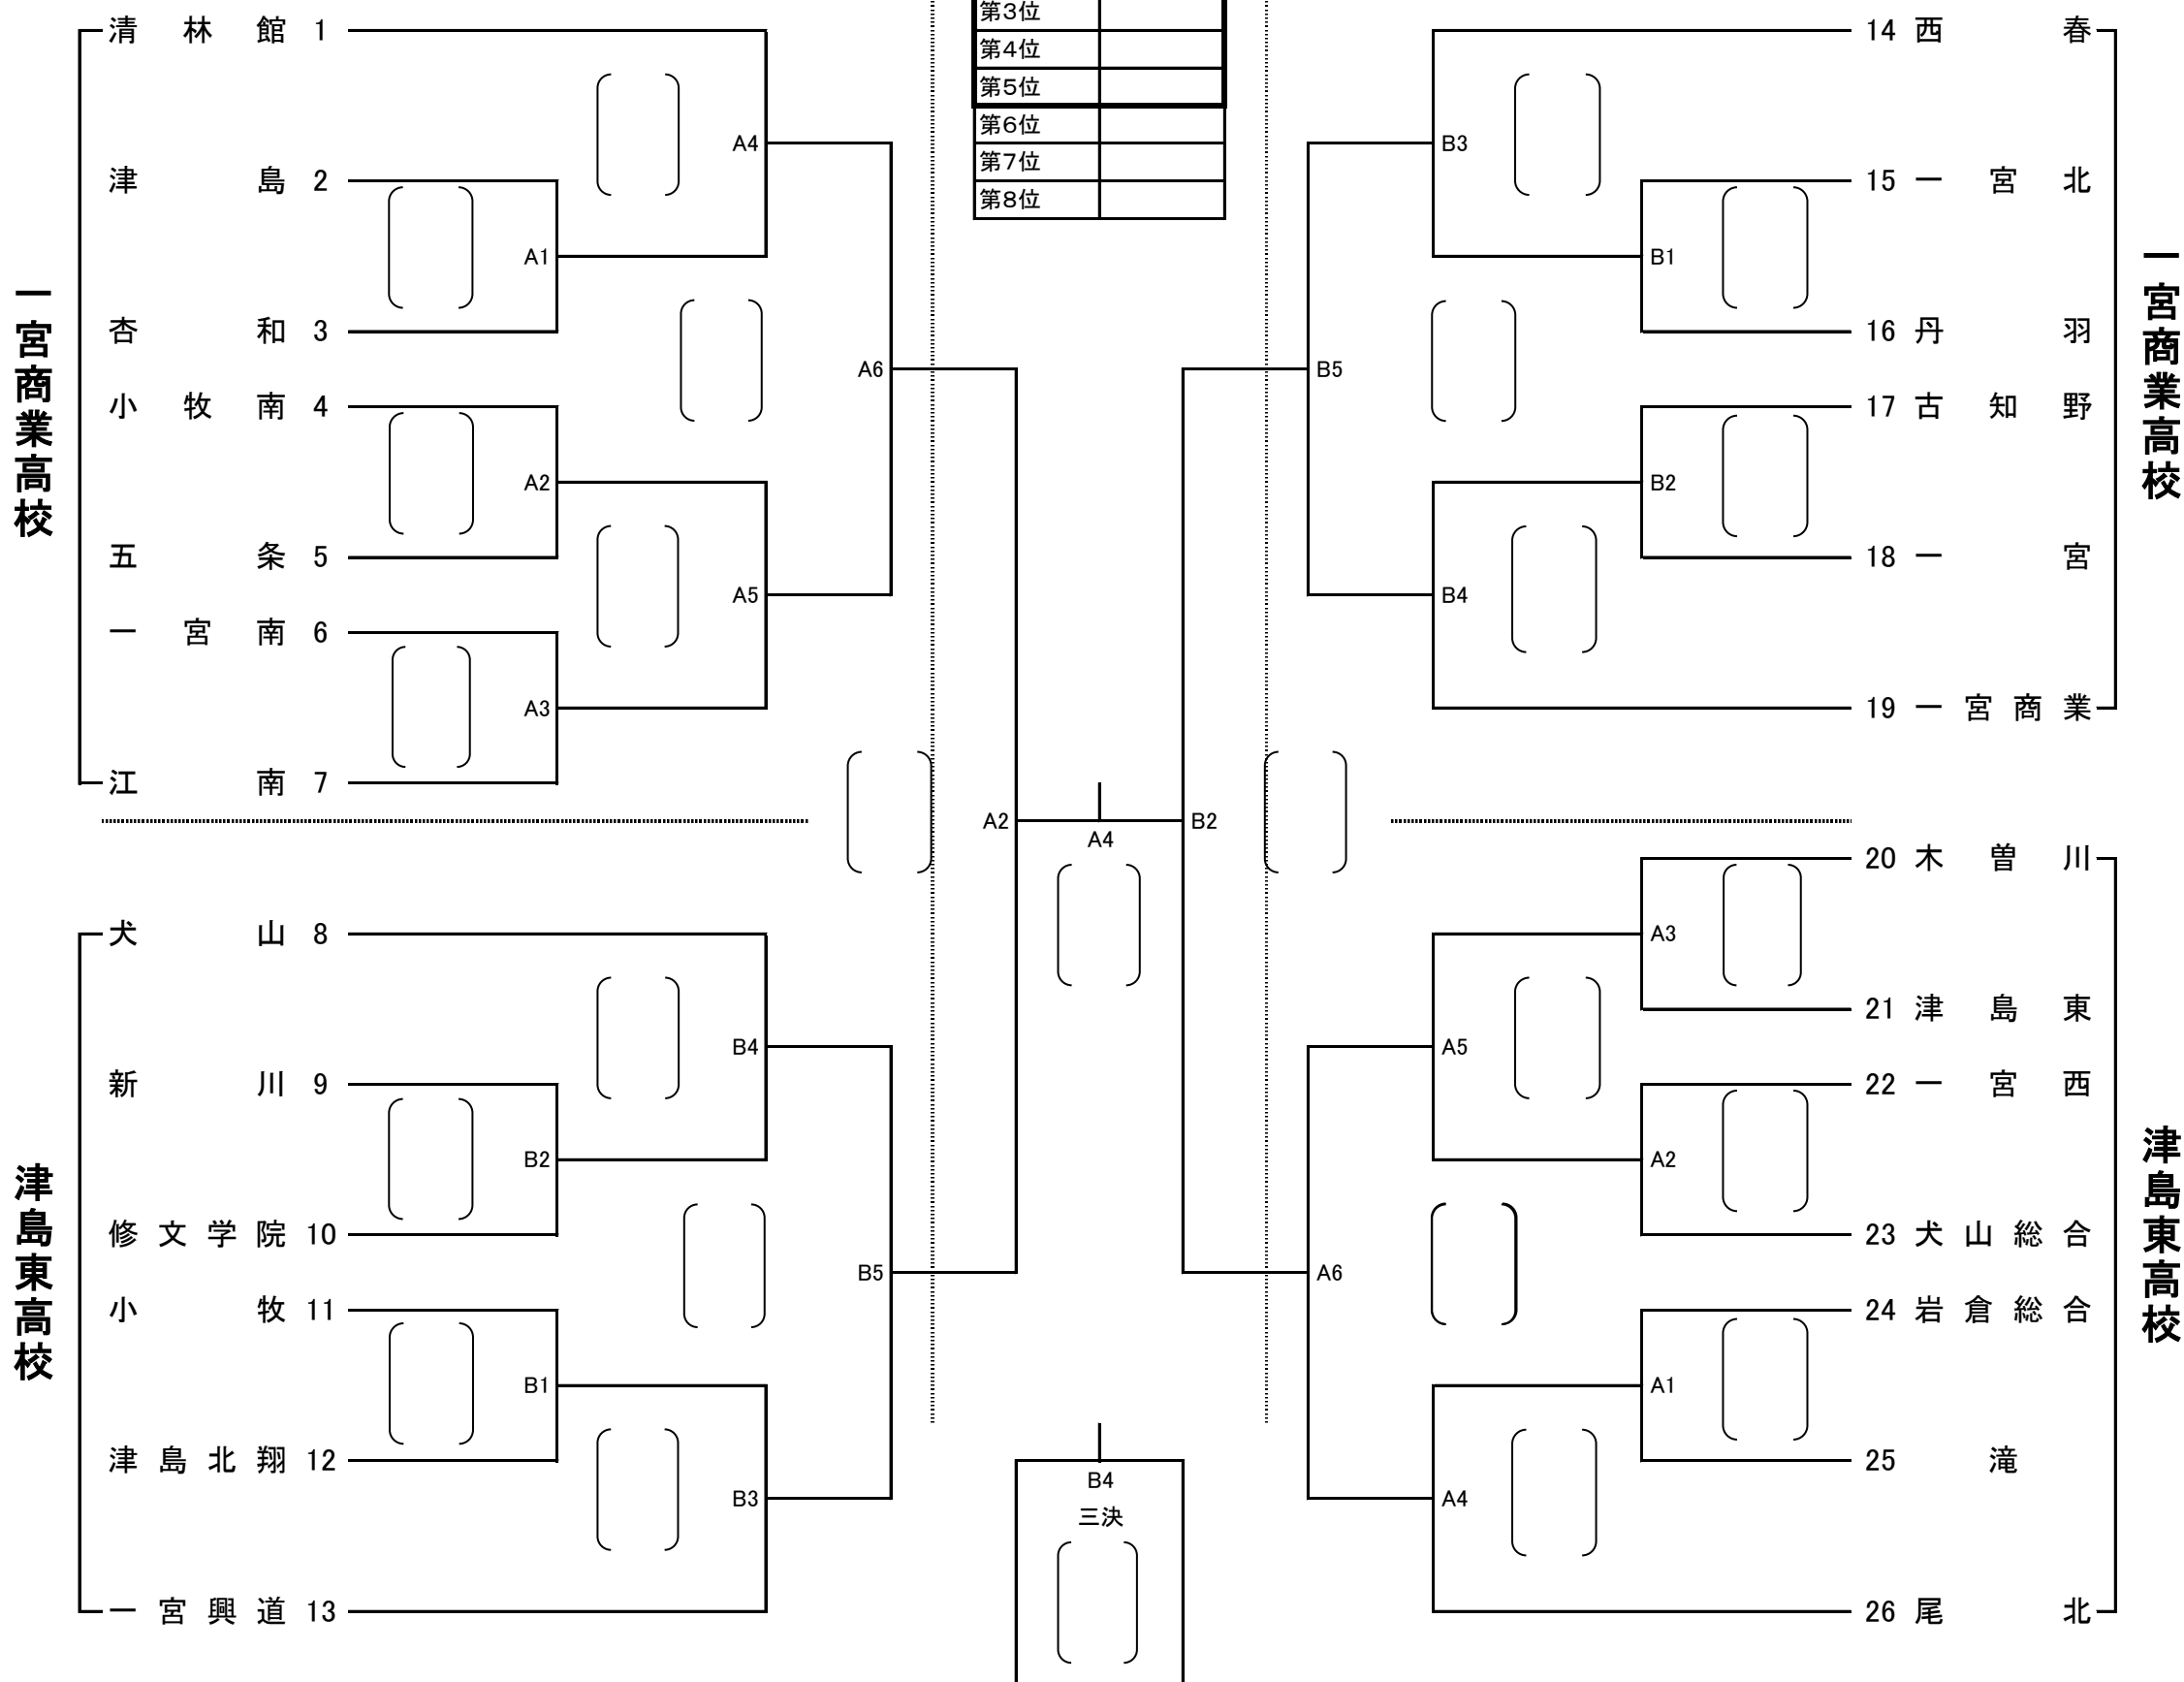 第3位
第4位
第5位
第6位
第7位
第8位
一宮商業高校
清林館 1
津島 2
杏和 3
小牧南 4
五条 5
一宮南 6
江南 7
A4
A1
A6
A2
A5
A3
津島東高校
犬山 8
新川 9
修文学院 10
小牧 11
津島北翔 12
一宮興道 13
B4
B2
B5
B1
B3
A2
A4
B2
B4
三決
一宮商業高校
14 西春
15 一宮北
16 丹羽
17 古知野
18 一宮
19 一宮商業
B3
B1
B5
B2
B4
津島東高校
20 木曽川
21 津島東
22 一宮西
23 犬山総合
24 岩倉総合
25 滝
26 尾北
A3
A5
A2
A6
A1
A4